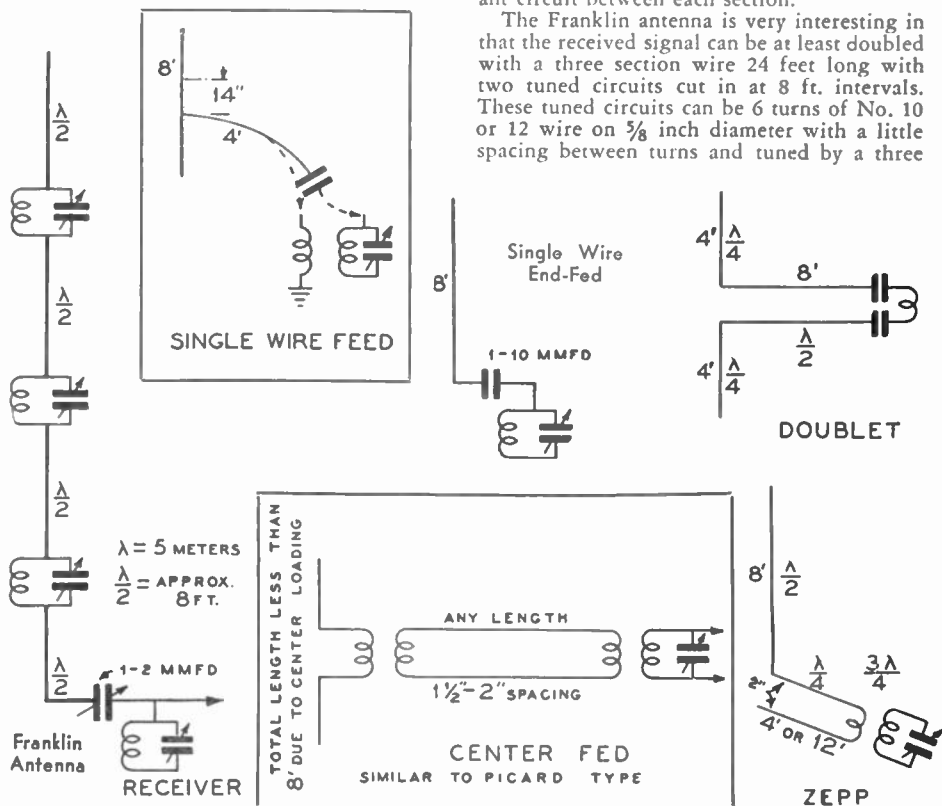 ant circuit between each section.
The Franklin antenna is very interesting in
that the received signal can be at least doubled
with a three section wire 24 feet long with
two tuned circuits cut in at 8 ft. intervals.
These tuned circuits can be 6 turns of No. 10
or 12 wire on 5/8 inch diameter with a little
spacing between turns and tuned by a three
λ/2
λ/2
λ/2
λ = 5 METERS
λ/2 = APPROX.
8 FT.
λ/2
1-2 MMFD
Franklin
Antenna
RECEIVER
8'
14"
4'
SINGLE WIRE FEED
8'
Single Wire
End-Fed
1-10 MMFD
4' λ/4
8'
λ/2
4' λ/4
DOUBLET
TOTAL LENGTH LESS THAN
8' DUE TO CENTER LOADING
ANY LENGTH
1½"-2" SPACING
CENTER FED
SIMILAR TO PICARD TYPE
8' λ/2
λ/4
3λ/4
2"
4' OR 12'
ZEPP